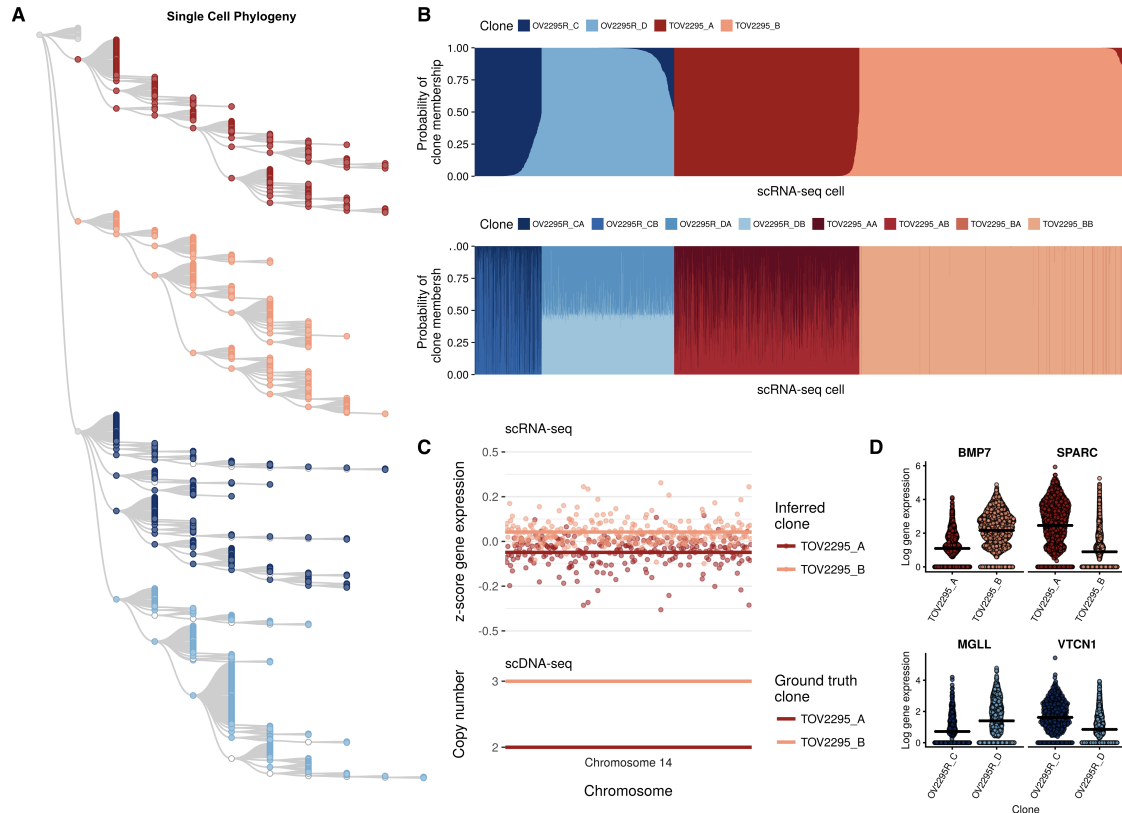 A
Single Cell Phylogeny
B
Clone OV2295R_C OV2295R_D TOV2295_A TOV2295_B
1.00
0.75
0.50
0.25
0.00
Probability of
clone membership
scRNA-seq cell
Clone OV2295R_CA OV2295R_CB OV2295R_DA OV2295R_DB TOV2295_AA TOV2295_AB TOV2295_BA TOV2295_BB
.00
0.75
0.50
0.25
0.00
Probability of
clone membersh
scRNA-seq cell
C
scRNA-seq
0.5
0.2
0.0
-0.2
-0.5
z-score gene expression
Inferred
clone
TOV2295_A
TOV2295_B
scDNA-seq
3
2
Copy number
Chromosome 14
Chromosome
Ground truth
clone
TOV2295_A
TOV2295_B
D
BMP7 SPARC
6
4
2
0
Log gene expression
TOV2295_A TOV2295_B TOV2295_A TOV2295_B
MGLL VTCN1
4
2
0
Log gene expression
OV2295R_C OV2295R_D OV2295R_C OV2295R_D
Clone